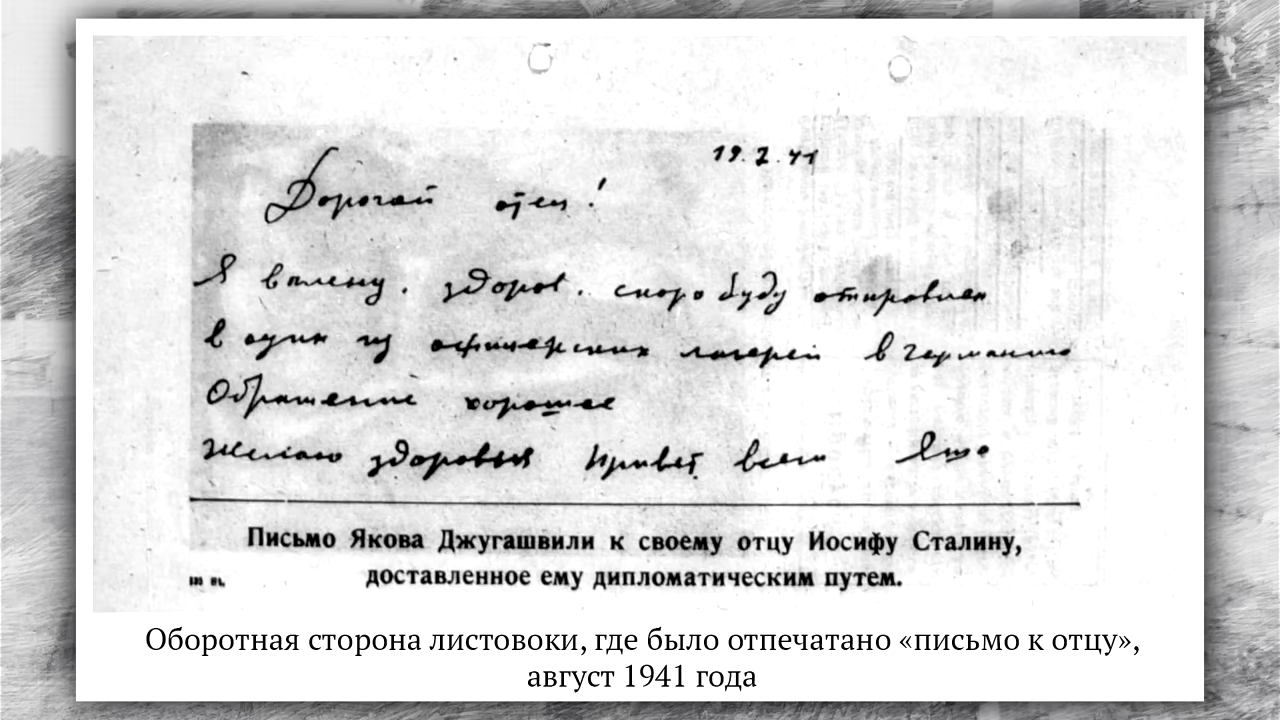 19.7.41
Дорогой отец!
Я в плену. здоров. скоро буду отправлен
в один из офицерских лагерей в Германию
Обращение хорошее
желаю здоровья Привет всем Яша
Письмо Якова Джугашвили к своему отцу Иосифу Сталину,
доставленное ему дипломатическим путем.
Оборотная сторона листовоки, где было отпечатано «письмо к отцу»,
август 1941 года